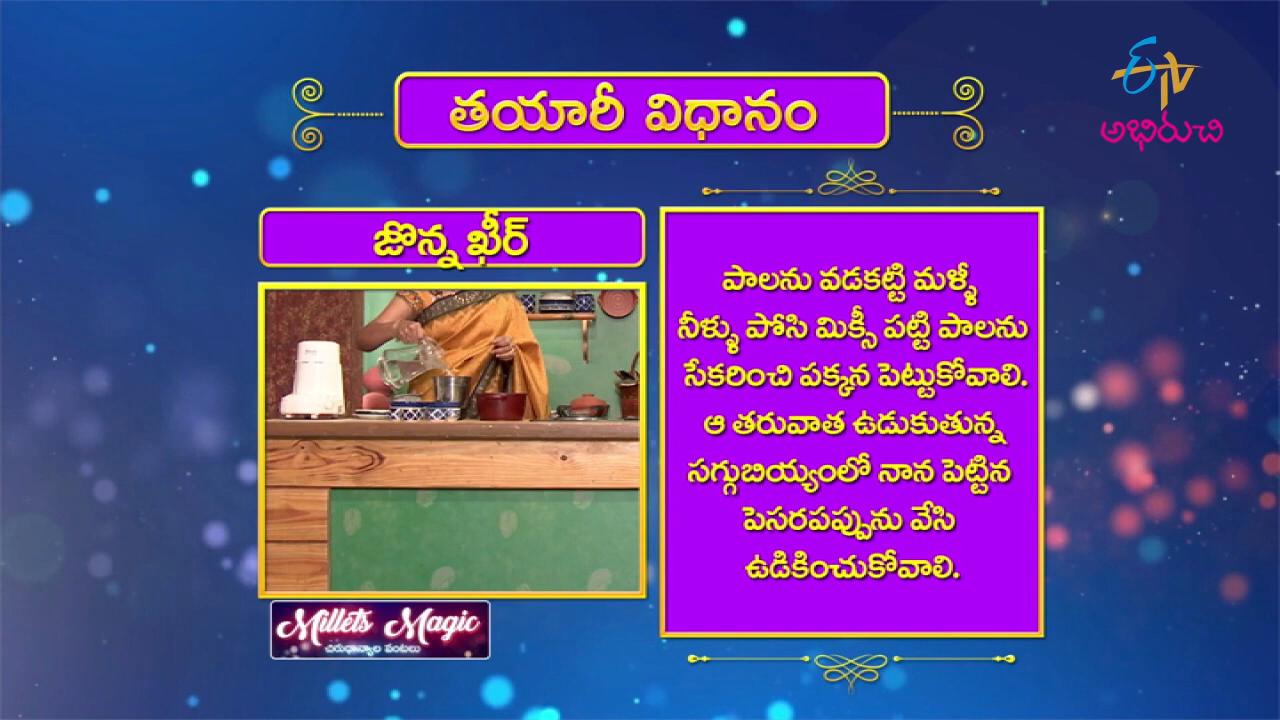 తయారీ విధానం
ETV
అభిరుచి
జొన్న ఖీర్
పాలను వడకట్టి మళ్ళీ
నీళ్ళు పోసి మిక్సీ పట్టి పాలను
సేకరించి పక్కన పెట్టుకోవాలి.
ఆ తరువాత ఉడుకుతున్న
సగ్గుబియ్యంలో నాన పెట్టిన
పెసరపప్పును వేసి
ఉడికించుకోవాలి.
Millets Magic
చిరుధాన్యాల వంటలు